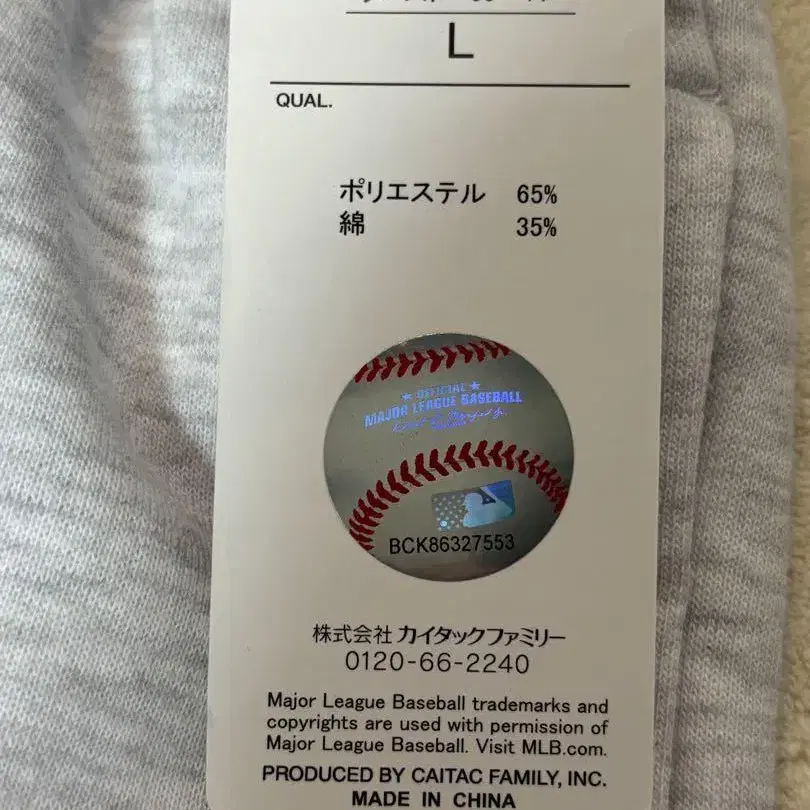 L
QUAL.
ポリエステル 65%
綿 35%
★ OFFICIAL ★
MAJOR LEAGUE BASEBALL
BCK86327553
株式会社 カイタックファミリー
0120-66-2240
Major League Baseball trademarks and
copyrights are used with permission of
Major League Baseball. Visit MLB.com.
PRODUCED BY CAITAC FAMILY, INC.
MADE IN CHINA